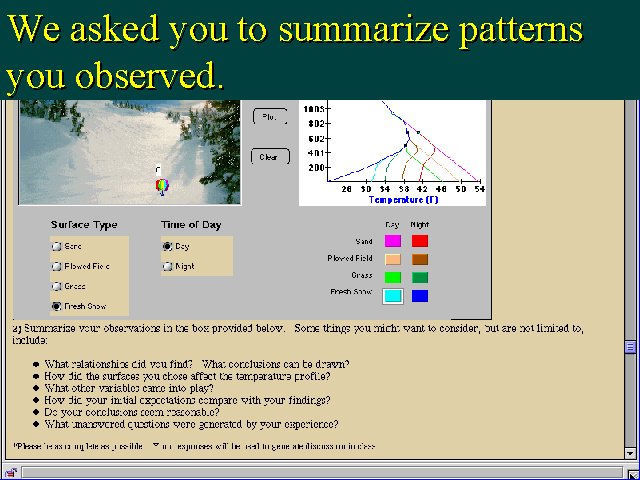 We asked you to summarize patterns
you observed.
1003
802
602
401
200
26 30 34 38 42 46 50 54
Temperature (F)
Plot
Clear
Surface Type
Sand
Plowed Field
Grass
Fresh Snow
Time of Day
Day
Night
Day Night
Sand
Plowed Field
Grass
Fresh Snow
2) Summarize your observations in the box provided below. Some things you might want to consider, but are not limited to,
include:
What relationships did you find? What conclusions can be drawn?
How did the surfaces you chose affect the temperature profile?
What other variables came into play?
How did your initial expectations compare with your findings?
Do your conclusions seem reasonable?
What unanswered questions were generated by your experience?
*Please be as complete as possible. Your responses will be used to generate discussion in class